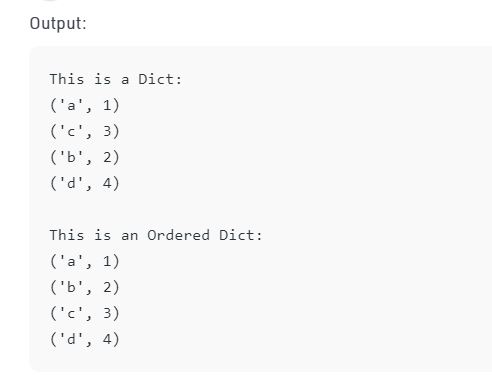 Output:
This is a Dict:
('a', 1)
('c', 3)
('b', 2)
('d', 4)
This is an Ordered Dict:
('a', 1)
('b', 2)
('c', 3)
('d', 4)